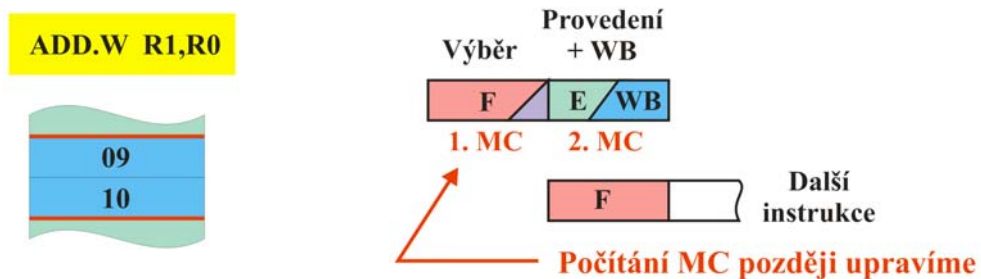 ADD.W R1,R0
09
10
Výběr
Provedení
+ WB
F
E
WB
1. MC
2. MC
F
Další
instrukce
Počítání MC později upravíme